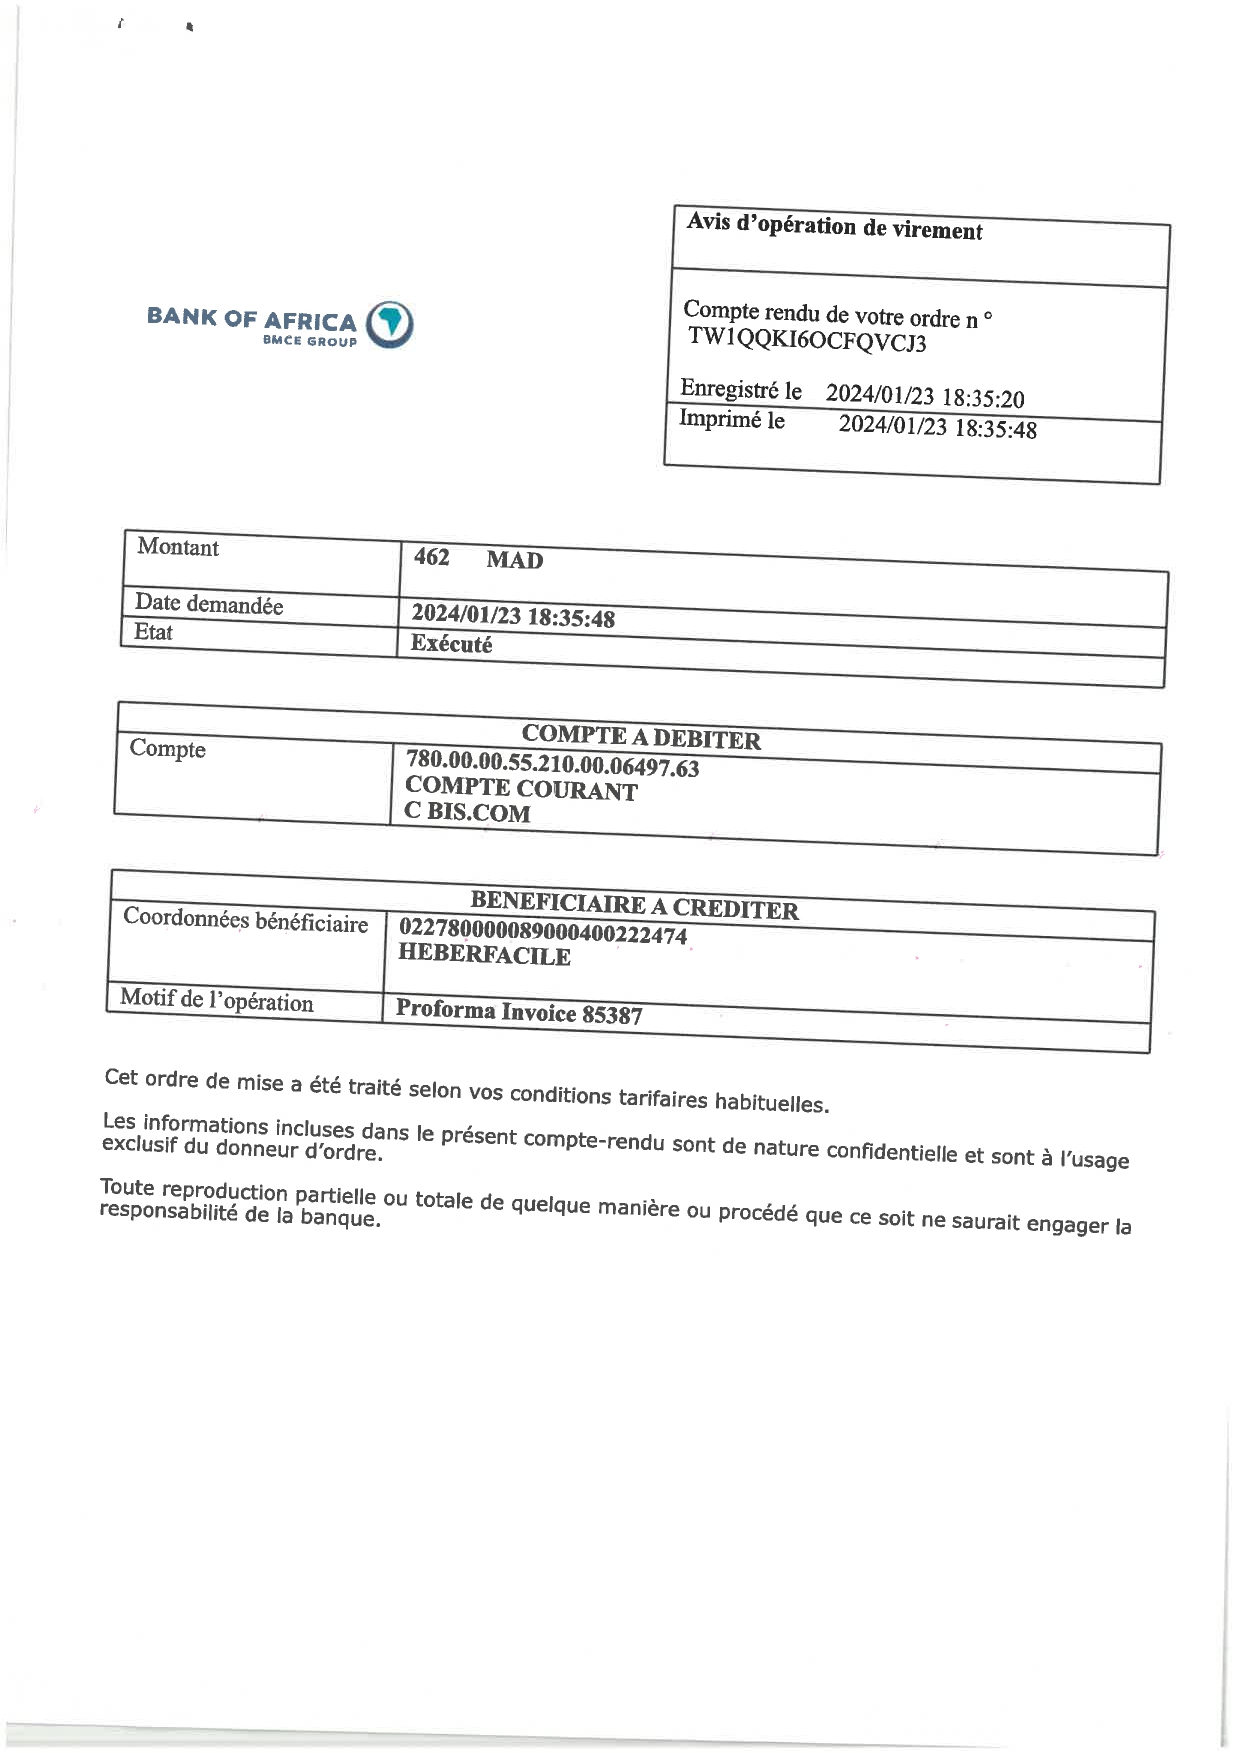 Avis d'opération de virement
BANK OF AFRICA
BMCE GROUP
Compte rendu de votre ordre n °
TW1QQKI6OCFQVCJ3
Enregistré le 2024/01/23 18:35:20
Imprimé le 2024/01/23 18:35:48
Montant 462 MAD
Date demandée 2024/01/23 18:35:48
Etat Exécuté
COMPTE A DEBITER
Compte 780.00.00.55.210.00.06497.63
COMPTE COURANT
C BIS.COM
BENEFICIAIRE A CREDITER
Coordonnées bénéficiaire 022780000089000400222474
HEBERFACILE
Motif de l'opération Proforma Invoice 85387
Cet ordre de mise a été traité selon vos conditions tarifaires habituelles.
Les informations incluses dans le présent compte-rendu sont de nature confidentielle et sont à l'usage
exclusif du donneur d'ordre.
Toute reproduction partielle ou totale de quelque manière ou procédé que ce soit ne saurait engager la
responsabilité de la banque.